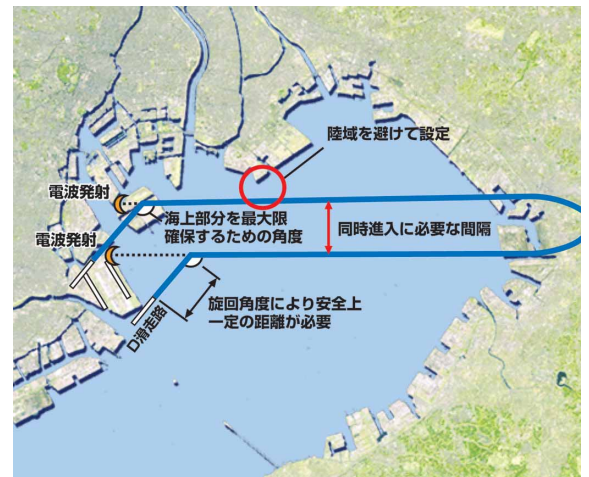 陸域を避けて設定
電波発射
海上部分を最大限
確保するための角度
同時進入に必要な間隔
電波発射
旋回角度により安全上
一定の距離が必要
D滑走路